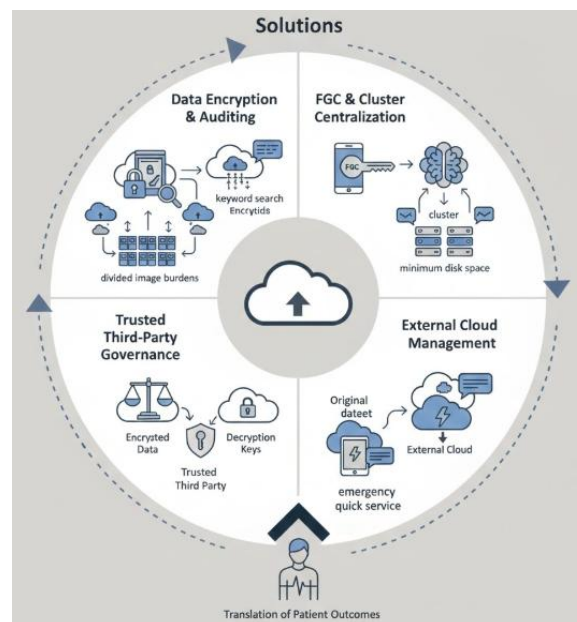 Solutions
Data Encryption
& Auditing
keyword search
Encrytids
divided image burdens
FGC & Cluster
Centralization
FGC
cluster
minimum disk space
Trusted
Third-Party
Governance
Encryted
Data
Decryption
Keys
Trusted
Third Party
External Cloud
Management
Original
dateet
External Cloud
emergency
quick service
Translation of Patient Outcomes